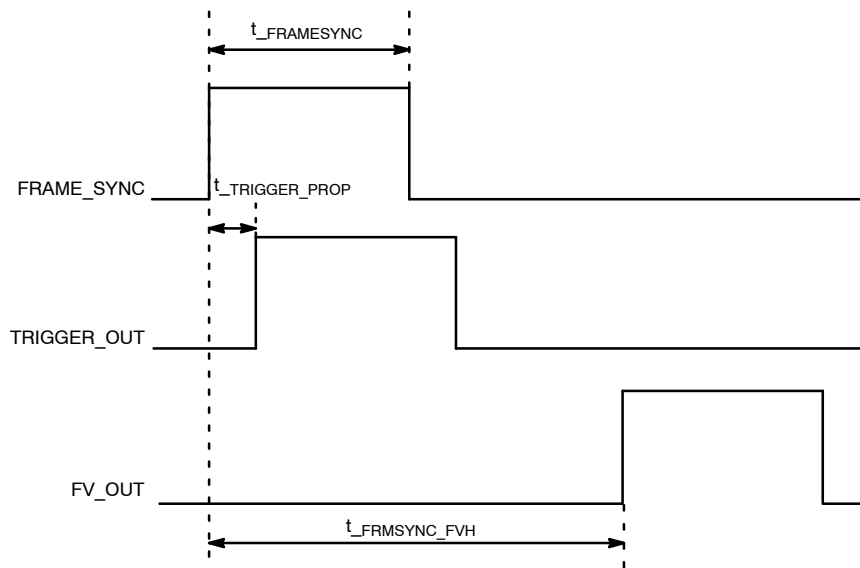 t_FRAMESYNC
FRAME_SYNC
t_TRIGGER_PROP
TRIGGER_OUT
FV_OUT
t_FRMSYNC_FVH